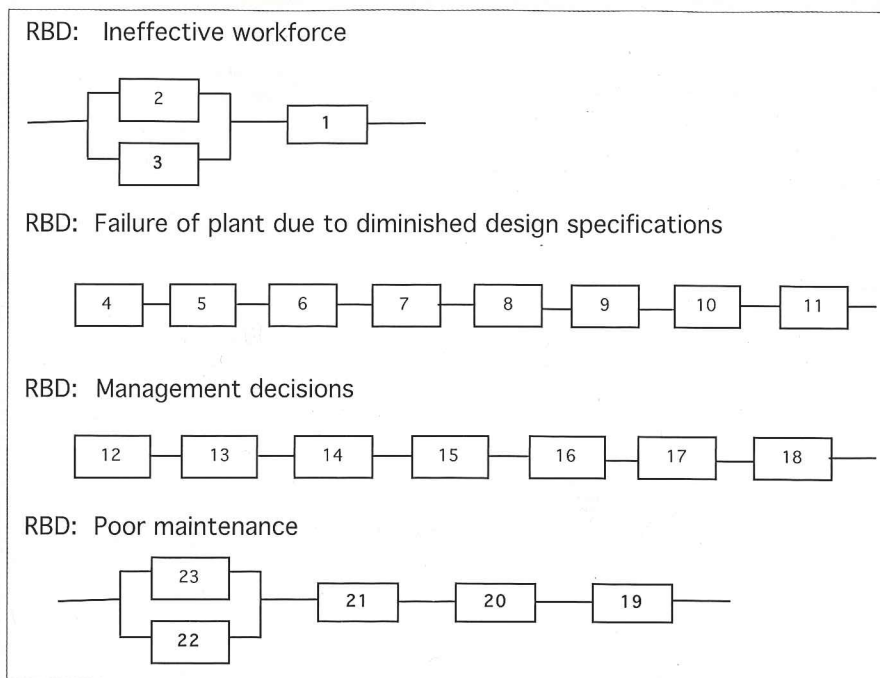 RBD: Ineffective workforce
2
1
3
RBD: Failure of plant due to diminished design specifications
4 5 6 7 8 9 10 11
RBD: Management decisions
12 13 14 15 16 17 18
RBD: Poor maintenance
23
21 20 19
22